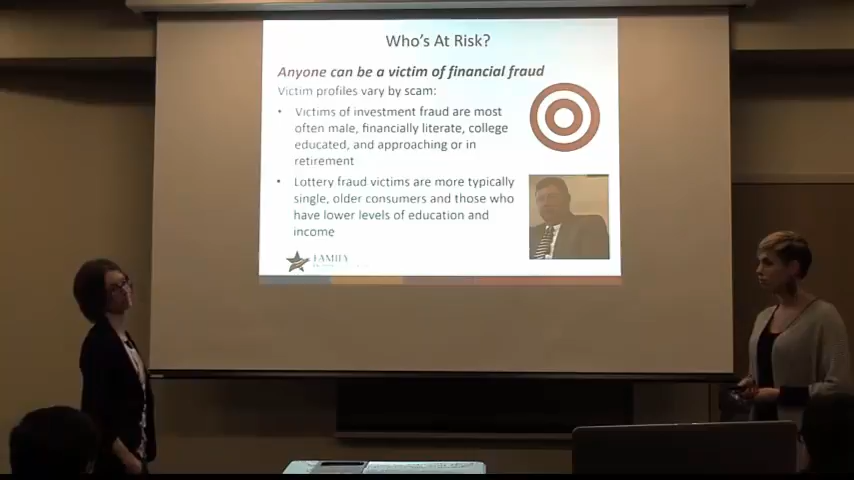 Who's At Risk?
Anyone can be a victim of financial fraud
Victim profiles vary by scam:
• Victims of investment fraud are most
often male, financially literate, college
educated, and approaching or in
retirement
• Lottery fraud victims are more typically
single, older consumers and those who
have lower levels of education and
income
FAMILY